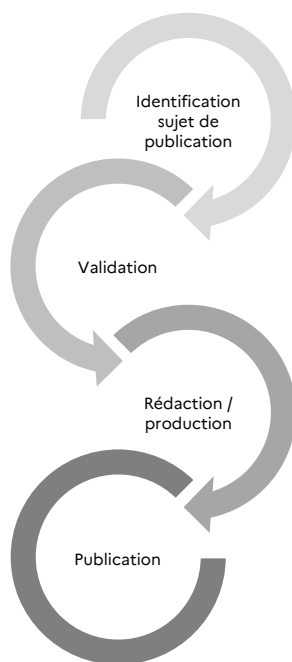 Identification
sujet de
publication
Validation
Rédaction /
production
Publication